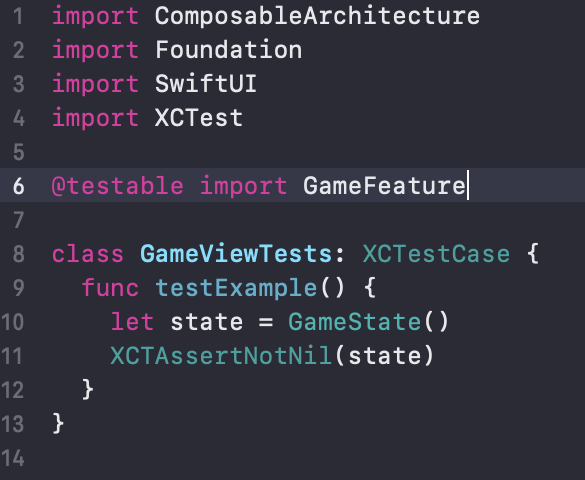 1 import ComposableArchitecture
2 import Foundation
3 import SwiftUI
4 import XCTest
5
6 @testable import GameFeature
7
8 class GameViewTests: XCTestCase {
9   func testExample() {
10     let state = GameState()
11     XCTAssertNotNil(state)
12   }
13 }
14